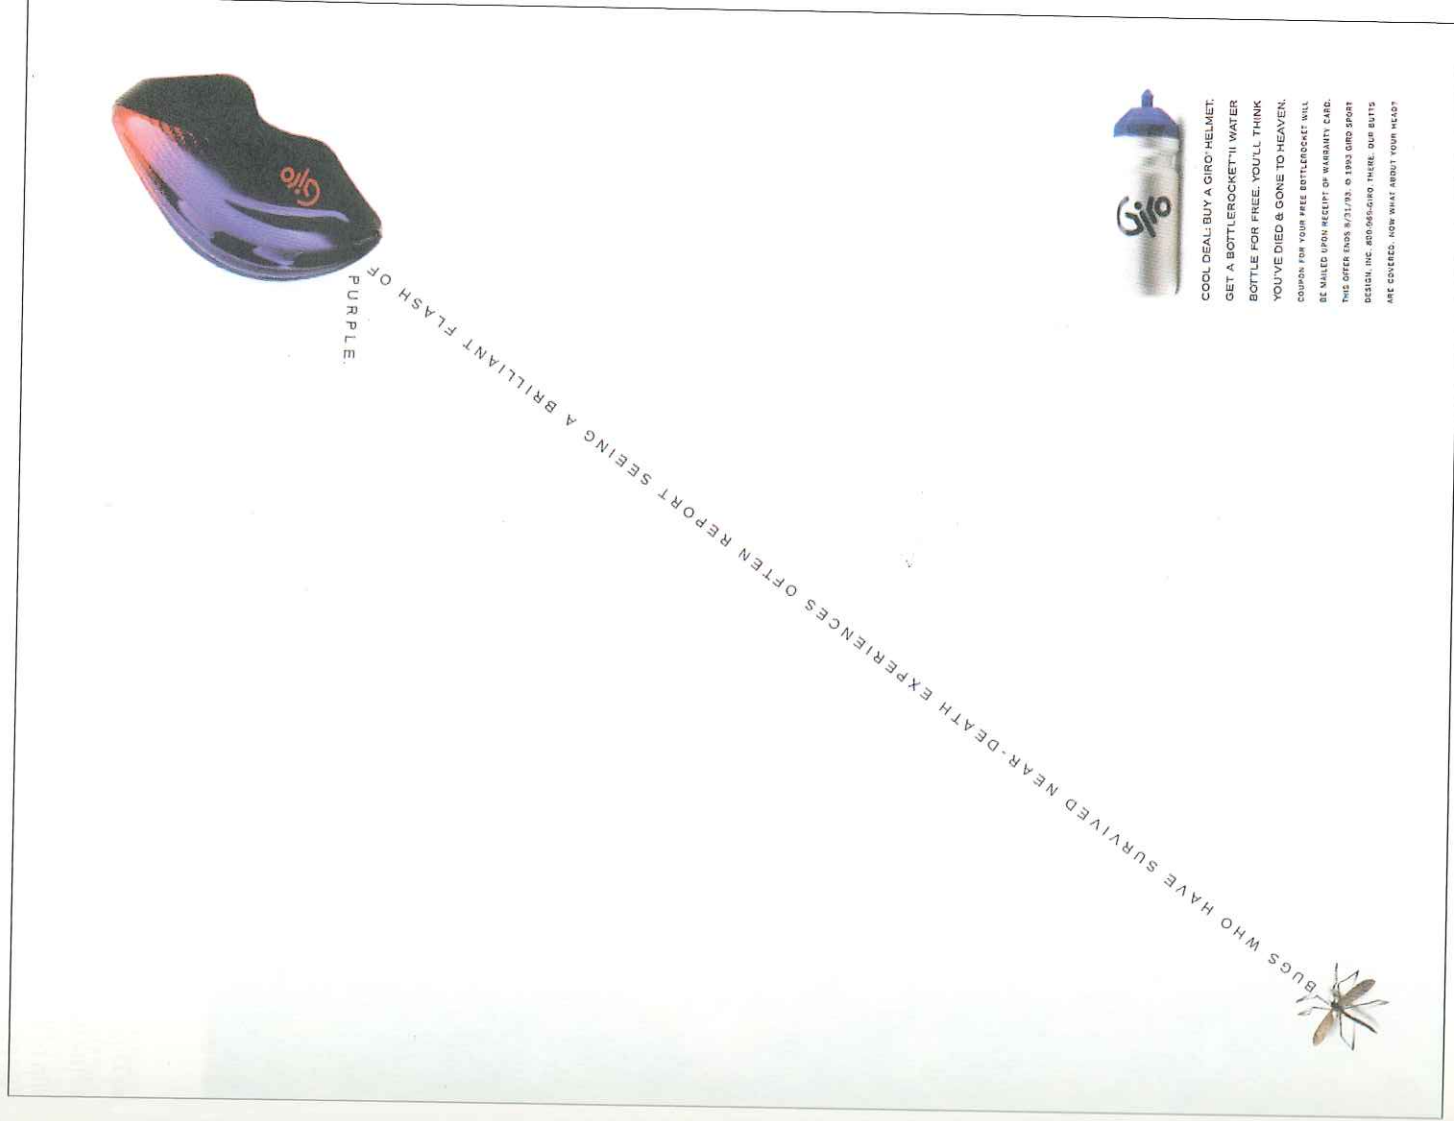 BUGS WHO HAVE SURVIVED NEAR-DEATH EXPERIENCES OFTEN REPORT SEEING A BRILLIANT FLASH OF
PURPLE.
Giro
Giro
COOL DEAL: BUY A GIRO® HELMET.
GET A BOTTLEROCKET™ II WATER
BOTTLE FOR FREE. YOU'LL THINK
YOU'VE DIED & GONE TO HEAVEN.
COUPON FOR YOUR FREE BOTTLEROCKET WILL
BE MAILED UPON RECEIPT OF WARRANTY CARD.
THIS OFFER ENDS 8/31/93. © 1993 GIRO SPORT
DESIGN, INC. 800-969-GIRO. THERE. OUR BUTTS
ARE COVERED. NOW WHAT ABOUT YOUR HEAD?